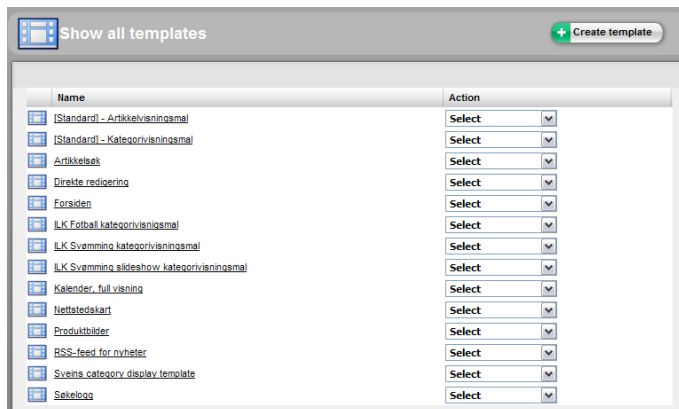 Show all templates
Create template
Name Action
[Standard] - Artikkelvisningsmal Select
[Standard] - Kategorivisningsmal Select
Artikkelsøk Select
Direkte redigering Select
Forsiden Select
ILK Fotball kategorivisnigsmal Select
ILK Svømming kategorivisningsmal Select
ILK Svømming slideshow kategorivisningsmal Select
Kalender, full visning Select
Nettstedskart Select
Produktbilder Select
RSS-feed for nyheter Select
Sveins category display template Select
Søkelogg Select